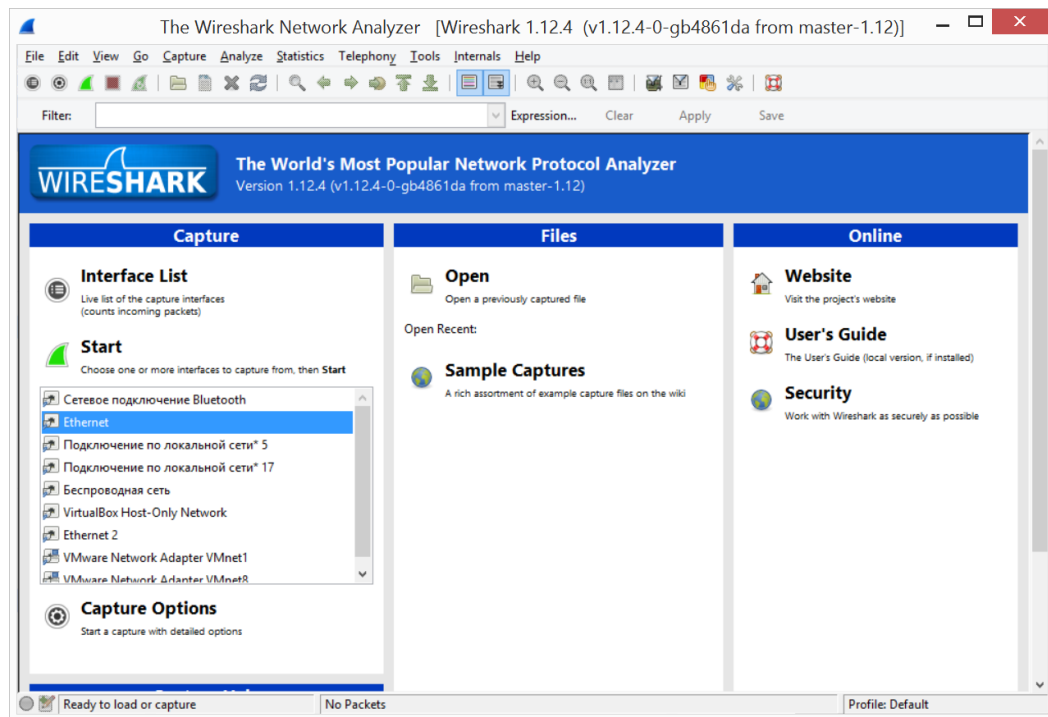 The Wireshark Network Analyzer [Wireshark 1.12.4 (v1.12.4-0-gb4861da from master-1.12)]
File Edit View Go Capture Analyze Statistics Telephony Tools Internals Help
Filter: Expression... Clear Apply Save
WIRESHARK
The World's Most Popular Network Protocol Analyzer
Version 1.12.4 (v1.12.4-0-gb4861da from master-1.12)
Capture
Interface List
Live list of the capture interfaces
(counts incoming packets)
Start
Choose one or more interfaces to capture from, then Start
Сетевое подключение Bluetooth
Ethernet
Подключение по локальной сети* 5
Подключение по локальной сети* 17
Беспроводная сеть
VirtualBox Host-Only Network
Ethernet 2
VMware Network Adapter VMnet1
VMware Network Adapter VMnet8
Capture Options
Start a capture with detailed options
Files
Open
Open a previously captured file
Open Recent:
Sample Captures
A rich assortment of example capture files on the wiki
Online
Website
Visit the project's website
User's Guide
The User's Guide (local version, if installed)
Security
Work with Wireshark as securely as possible
Ready to load or capture No Packets Profile: Default